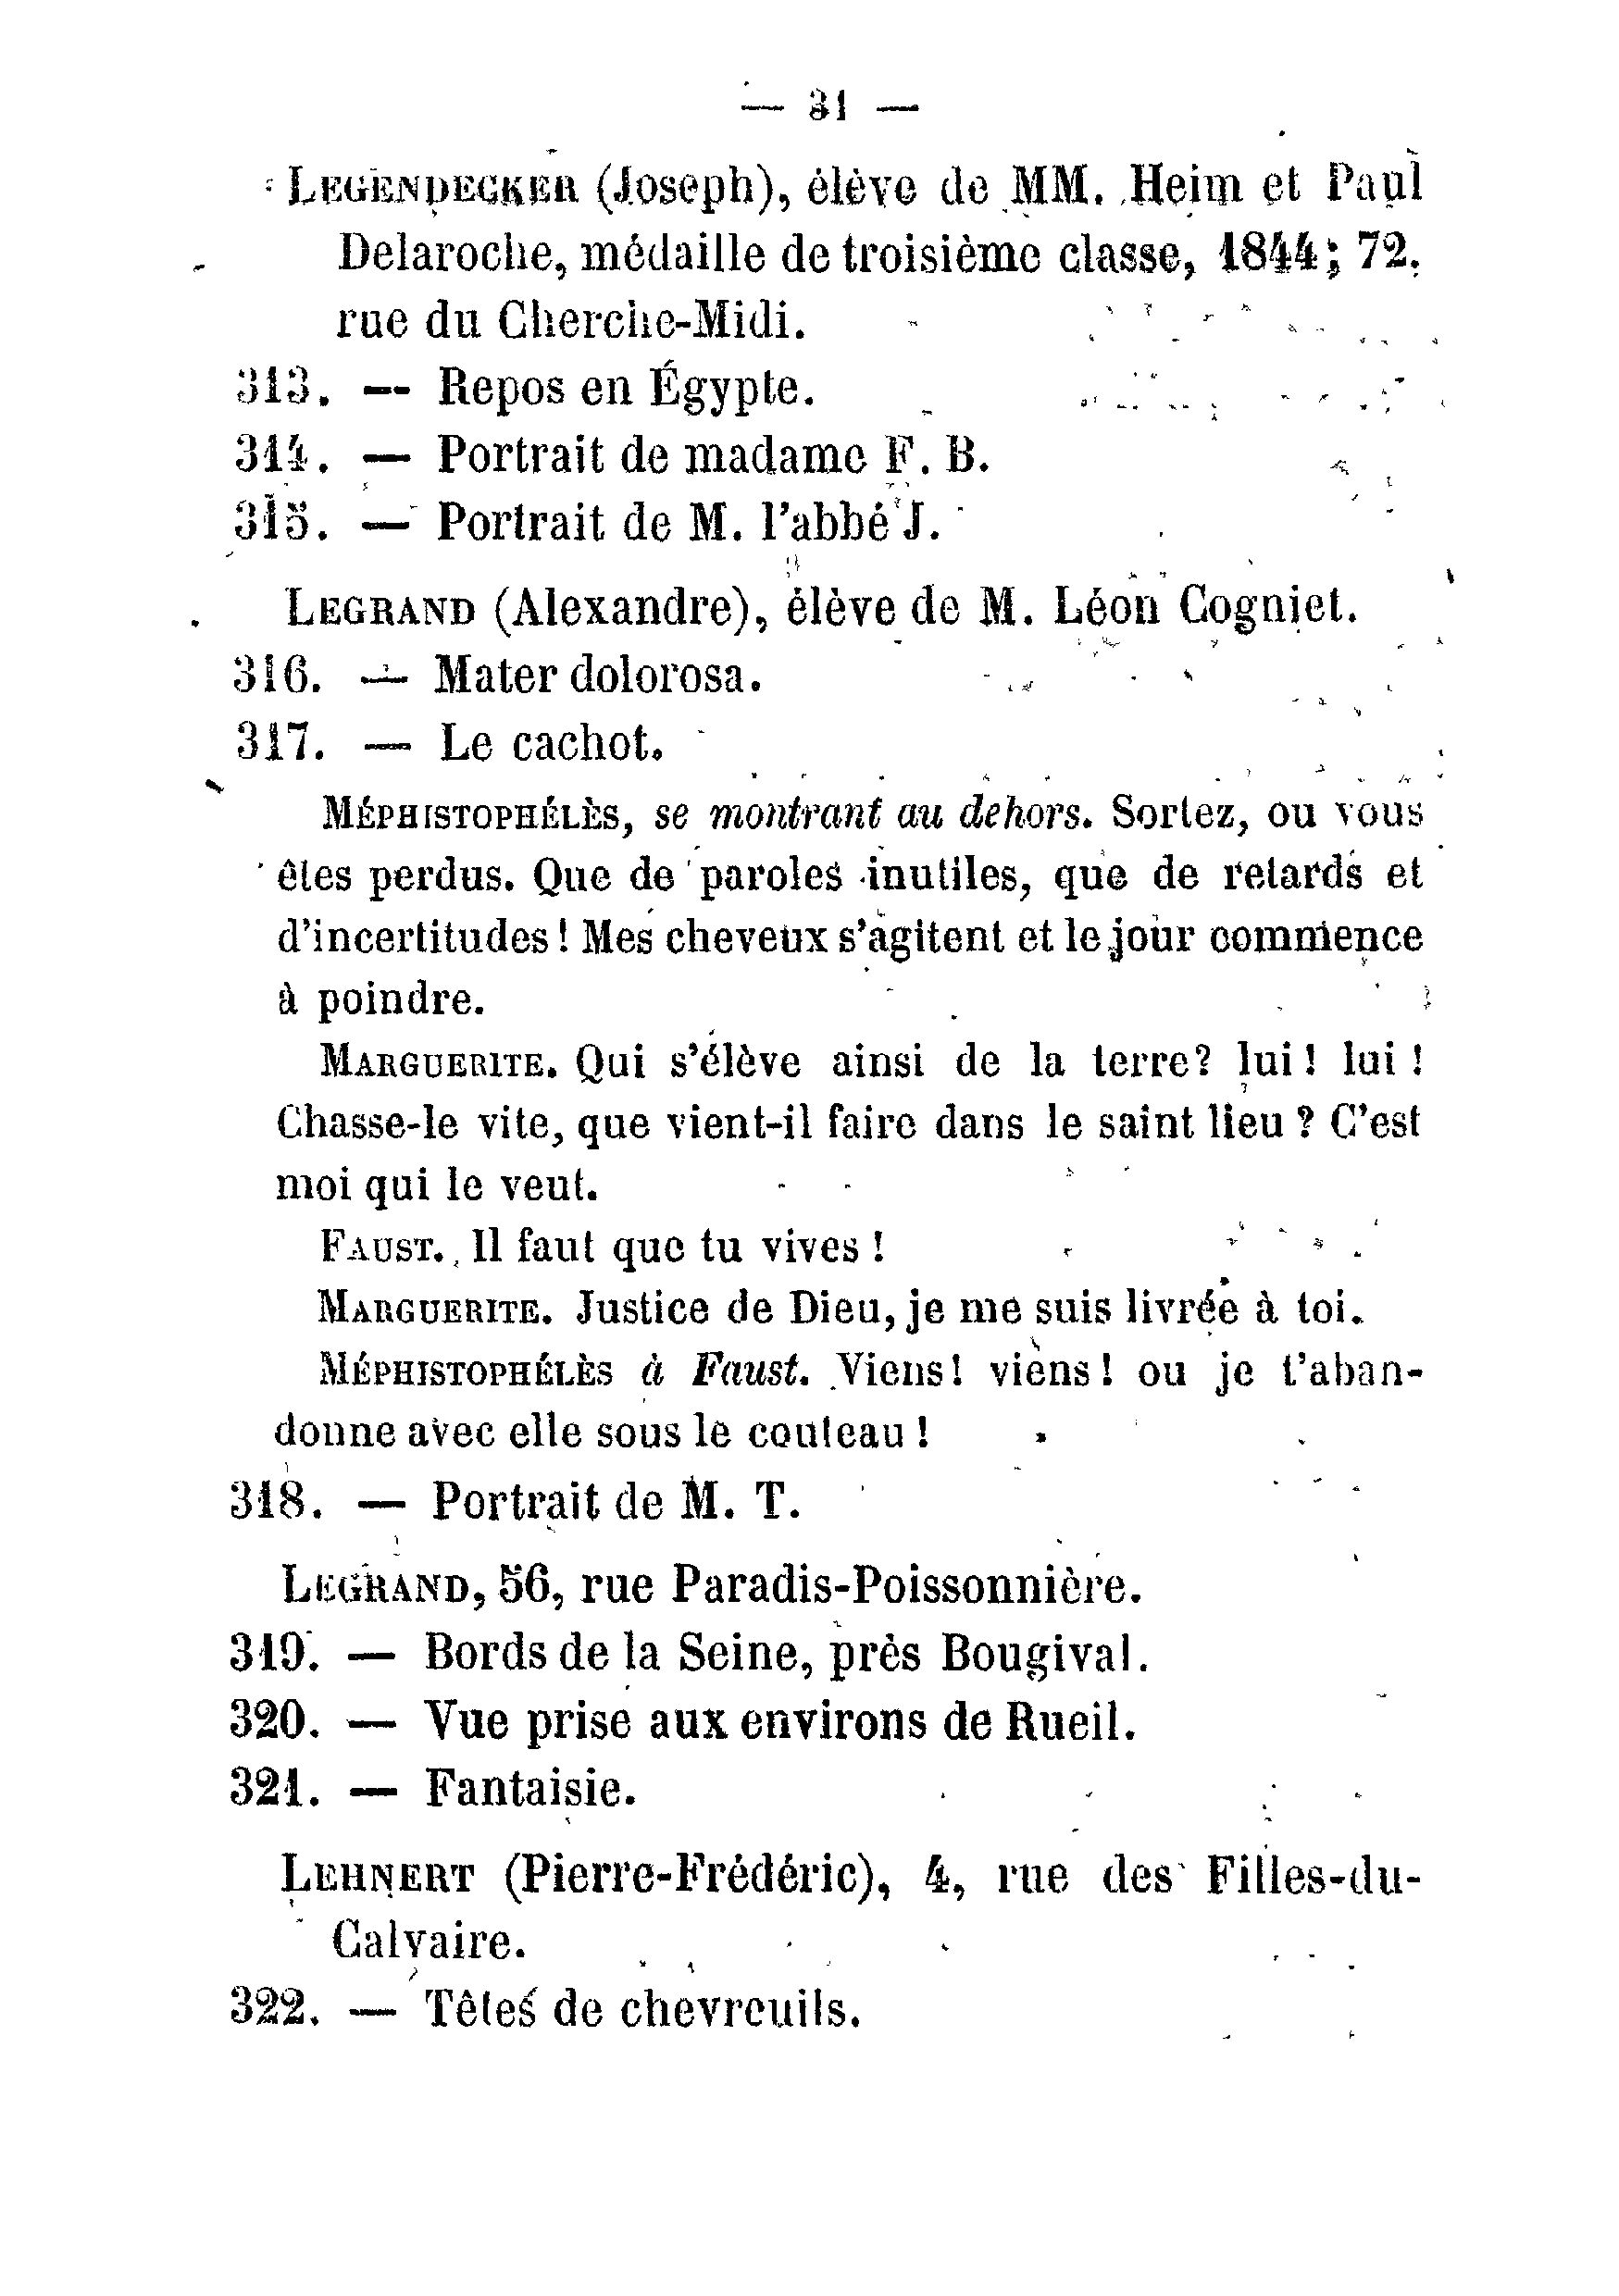 — 31 —
LEGENDECKER (Joseph), élève de MM. Heim et Paul
Delaroche, médaille de troisième classe, 1844; 72,
rue du Cherche-Midi.
313. — Repos en Égypte.
314. — Portrait de madame F. B.
315. — Portrait de M. l'abbé J.
LEGRAND (Alexandre), élève de M. Léon Cogniet.
316. — Mater dolorosa.
317. — Le cachot.
MÉPHISTOPHÉLÈS, se montrant au dehors. Sortez, ou vous
êtes perdus. Que de paroles inutiles, que de retards et
d'incertitudes! Mes cheveux s'agitent et le jour commence
à poindre.
MARGUERITE. Qui s'élève ainsi de la terre? lui! lui!
Chasse-le vite, que vient-il faire dans le saint lieu? C'est
moi qui le veut.
FAUST. Il faut que tu vives!
MARGUERITE. Justice de Dieu, je me suis livrée à toi.
MÉPHISTOPHÉLÈS à Faust. Viens! viens! ou je t'aban-
donne avec elle sous le couteau!
318. — Portrait de M. T.
LEGRAND, 56, rue Paradis-Poissonnière.
319. — Bords de la Seine, près Bougival.
320. — Vue prise aux environs de Rueil.
321. — Fantaisie.
LEHNERT (Pierre-Frédéric), 4, rue des Filles-du-
Calvaire.
322. — Têtes de chevreuils.